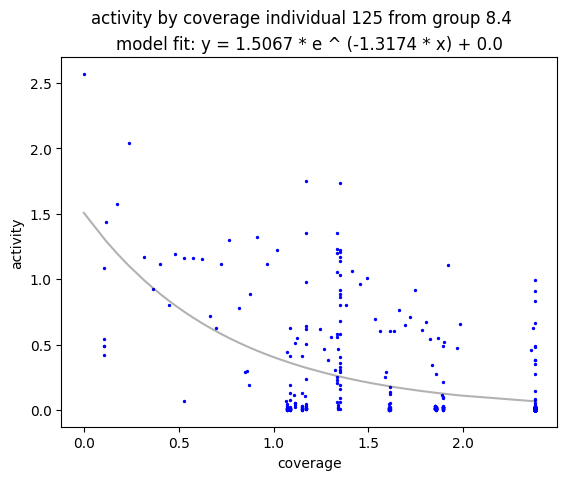 activity by coverage individual 125 from group 8.4
model fit: y = 1.5067 * e ^ (-1.3174 * x) + 0.0
2.5
2.0
1.5
1.0
0.5
0.0
activity
0.0 0.5 1.0 1.5 2.0
coverage